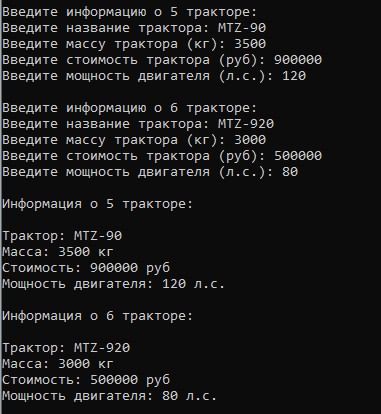 Введите информацию о 5 тракторе:
Введите название трактора: MTZ-90
Введите массу трактора (кг): 3500
Введите стоимость трактора (руб): 900000
Введите мощность двигателя (л.с.): 120
Введите информацию о 6 тракторе:
Введите название трактора: MTZ-920
Введите массу трактора (кг): 3000
Введите стоимость трактора (руб): 500000
Введите мощность двигателя (л.с.): 80
Информация о 5 тракторе:
Трактор: MTZ-90
Масса: 3500 кг
Стоимость: 900000 руб
Мощность двигателя: 120 л.с.
Информация о 6 тракторе:
Трактор: MTZ-920
Масса: 3000 кг
Стоимость: 500000 руб
Мощность двигателя: 80 л.с.